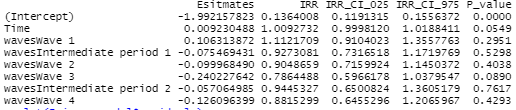 Esitmates IRR IRR_CI_025 IRR_CI_975 P_value
(Intercept) -1.992157823 0.1364008 0.1191315 0.1556372 0.0000
Time 0.009230488 1.0092732 0.9998120 1.0188411 0.0549
wavesWave 1 0.106313872 1.1121709 0.9104023 1.3557763 0.2951
wavesIntermediate period 1 -0.075469431 0.9273081 0.7316518 1.1719769 0.5298
wavesWave 2 -0.099968490 0.9048659 0.7159924 1.1450372 0.4038
wavesWave 3 -0.240227642 0.7864488 0.5966178 1.0379547 0.0890
wavesIntermediate period 2 -0.057064985 0.9445327 0.6500824 1.3605179 0.7617
wavesWave 4 -0.126096399 0.8815299 0.6455296 1.2065967 0.4293